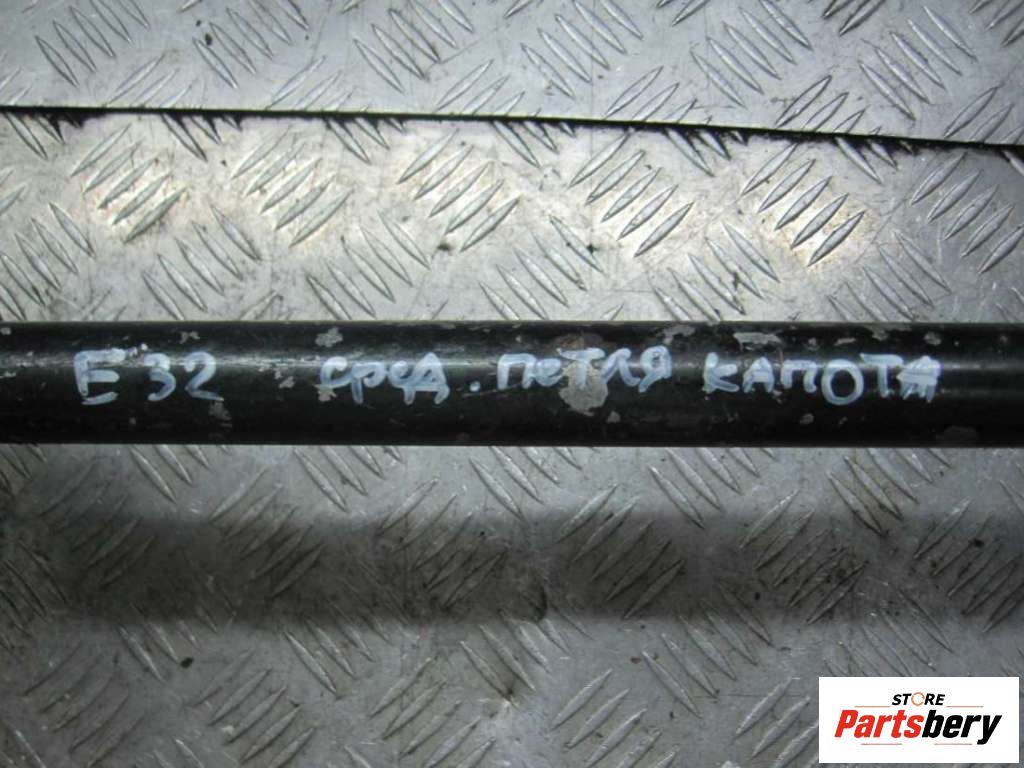 E32 сред. петля капота
STORE
Partsbery